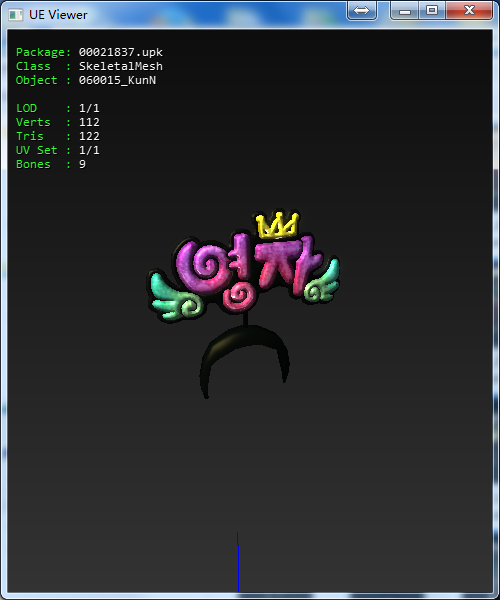 UE Viewer
Package: 00021837.upk
Class : SkeletalMesh
Object : 060015_KunN
LOD : 1/1
Verts : 112
Tris : 122
UV Set : 1/1
Bones : 9
영자